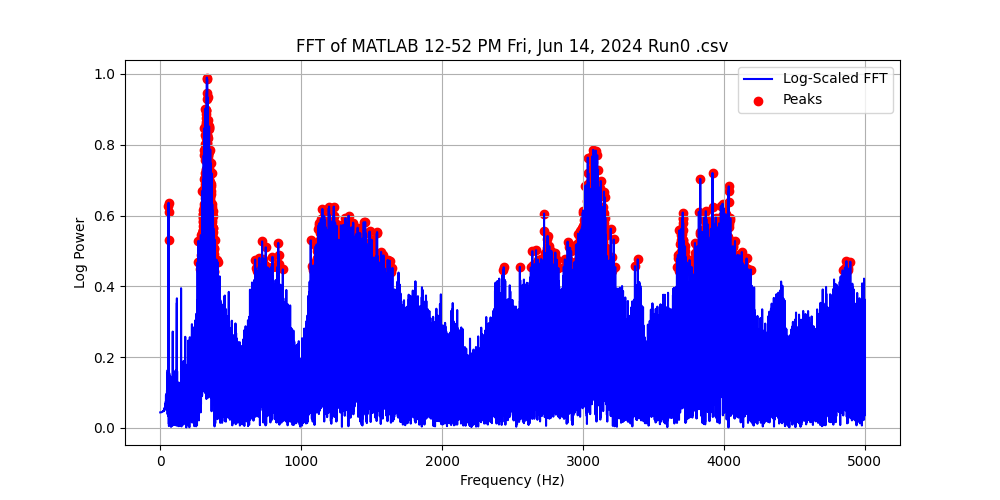 FFT of MATLAB 12-52 PM Fri, Jun 14, 2024 Run0 .csv
Log-Scaled FFT
Peaks
1.0
0.8
0.6
0.4
0.2
0.0
Log Power
0 1000 2000 3000 4000 5000
Frequency (Hz)